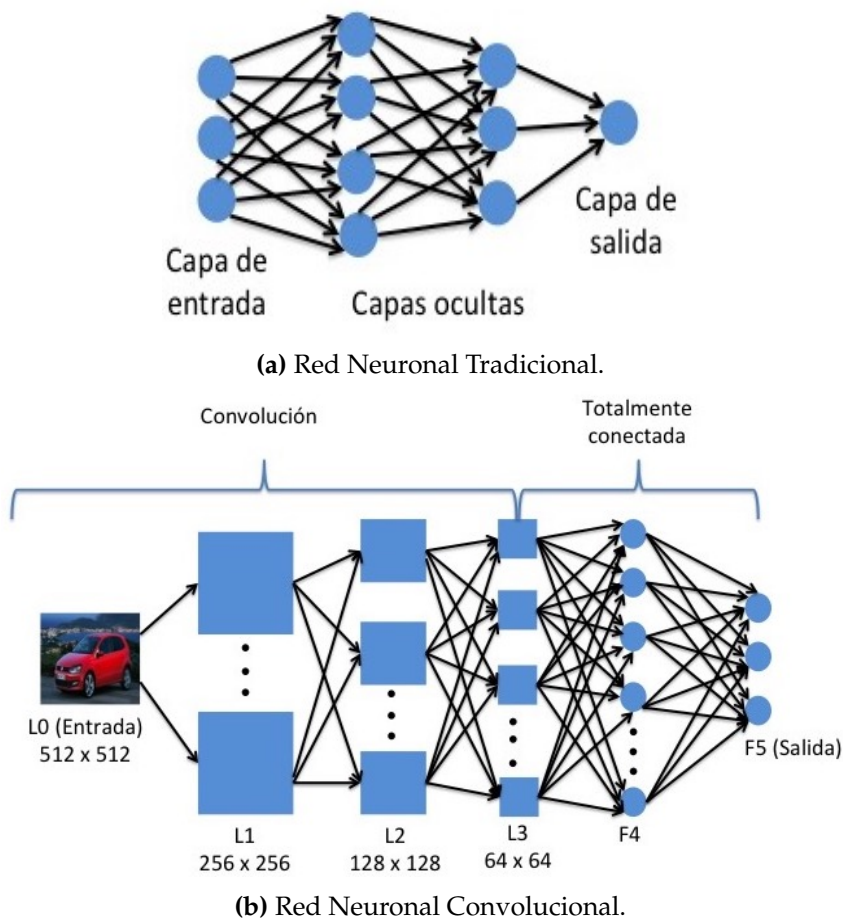 Capa de
entrada
Capas ocultas
Capa de
salida
(a) Red Neuronal Tradicional.
Convolución
Totalmente
conectada
L0 (Entrada)
512 x 512
L1
256 x 256
L2
128 x 128
L3
64 x 64
F4
F5 (Salida)
(b) Red Neuronal Convolucional.